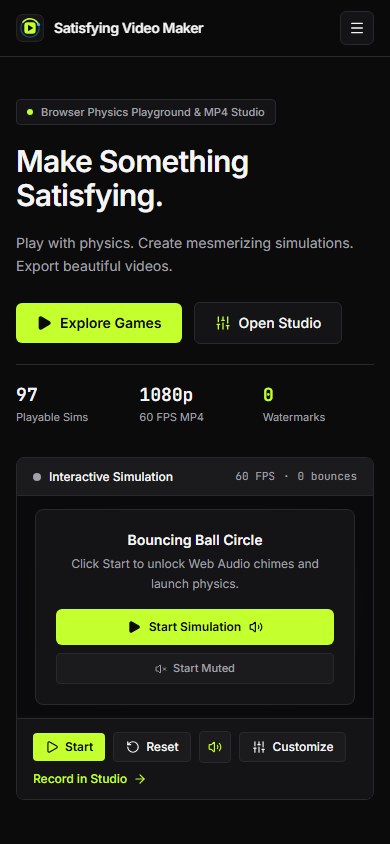 Satisfying Video Maker
Browser Physics Playground & MP4 Studio
Make Something
Satisfying.
Play with physics. Create mesmerizing simulations.
Export beautiful videos.
Explore Games
Open Studio
97
1080p
0
Playable Sims
60 FPS MP4
Watermarks
Interactive Simulation
60 FPS · 0 bounces
Bouncing Ball Circle
Click Start to unlock Web Audio chimes and
launch physics.
Start Simulation
Start Muted
Start
Reset
Customize
Record in Studio →